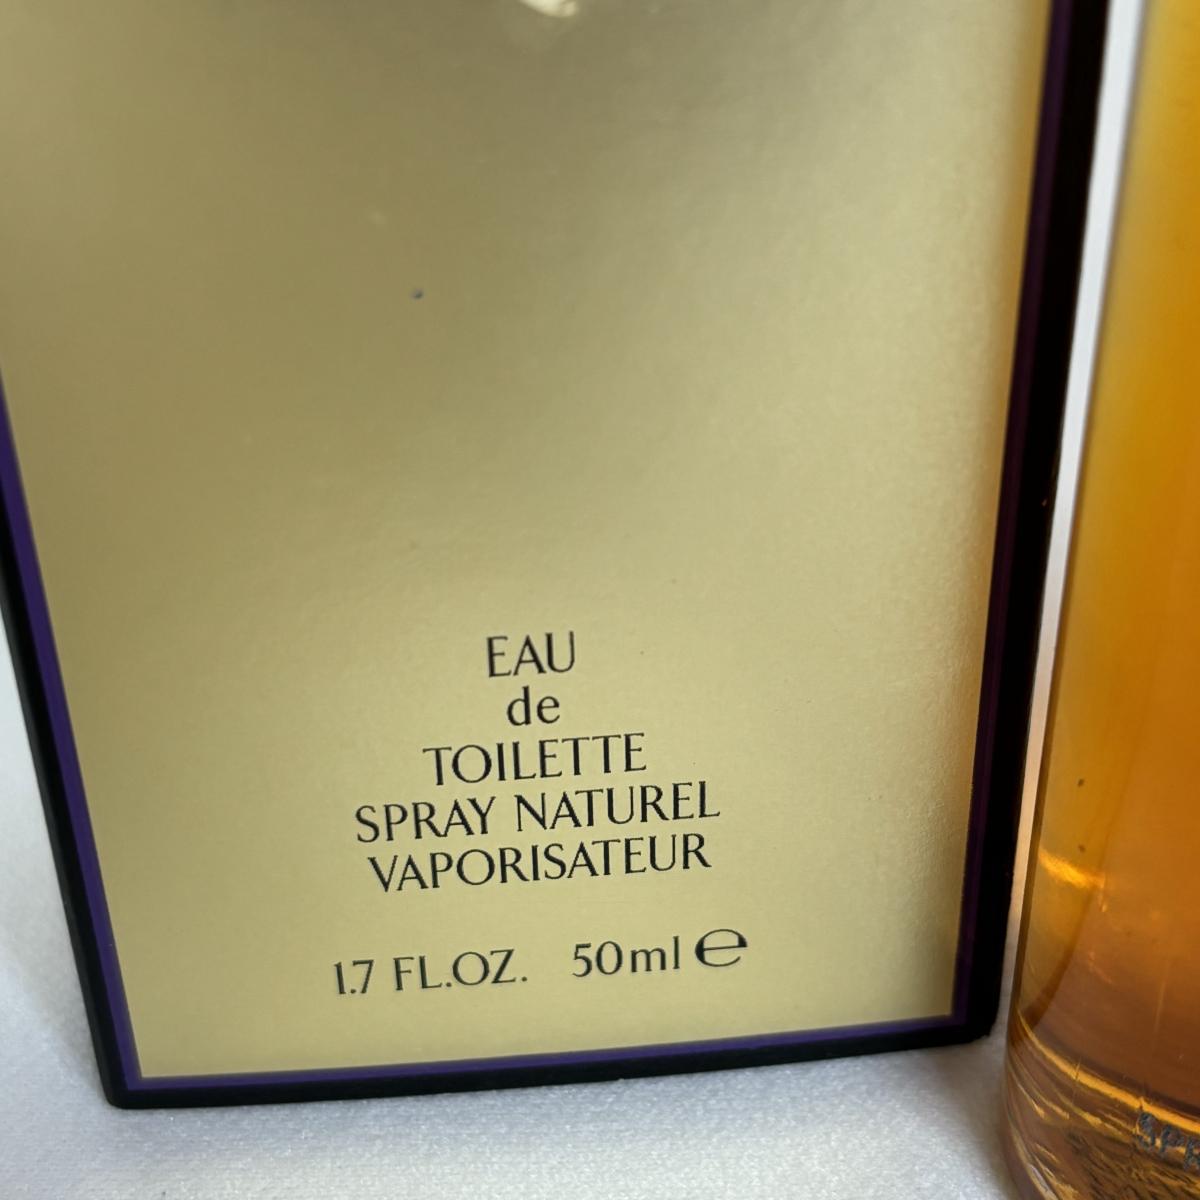 EAU
de
TOILETTE
SPRAY NATUREL
VAPORISATEUR
1.7 FL.OZ. 50ml ℮